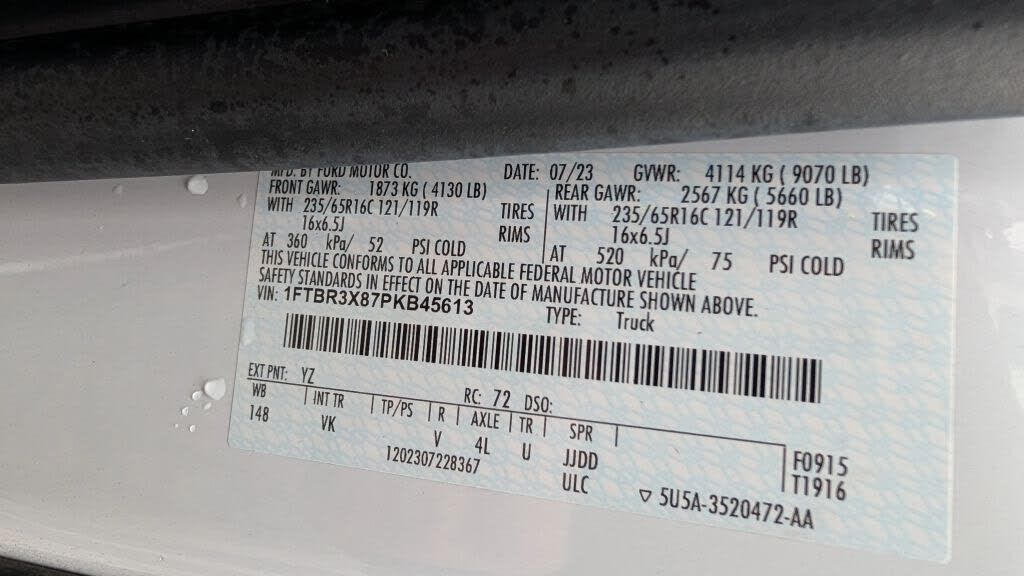 MFD. BY FORD MOTOR CO. DATE: 07/23 GVWR: 4114 KG ( 9070 LB)
FRONT GAWR: 1873 KG ( 4130 LB) REAR GAWR: 2567 KG ( 5660 LB)
WITH 235/65R16C 121/119R TIRES WITH 235/65R16C 121/119R TIRES
16x6.5J RIMS 16x6.5J RIMS
AT 360 kPa/ 52 PSI COLD AT 520 kPa/ 75 PSI COLD
THIS VEHICLE CONFORMS TO ALL APPLICABLE FEDERAL MOTOR VEHICLE
SAFETY STANDARDS IN EFFECT ON THE DATE OF MANUFACTURE SHOWN ABOVE.
VIN: 1FTBR3X87PKB45613 TYPE: Truck
EXT PNT: YZ RC: 72 DSO:
WB INT TR TP/PS R AXLE TR SPR
148 VK V 4L U JJDD F0915
1202307228367 ULC T1916
▽ 5U5A-3520472-AA